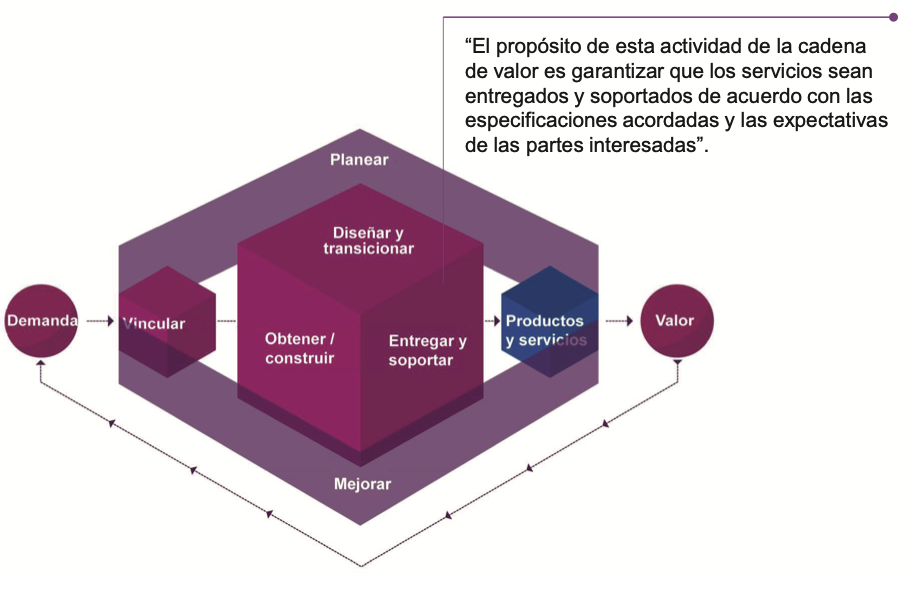 “El propósito de esta actividad de la cadena
de valor es garantizar que los servicios sean
entregados y soportados de acuerdo con las
especificaciones acordadas y las expectativas
de las partes interesadas”.
Planear
Diseñar y
transicionar
Demanda
Vincular
Obtener /
construir
Entregar y
soportar
Productos
y servicios
Valor
Mejorar